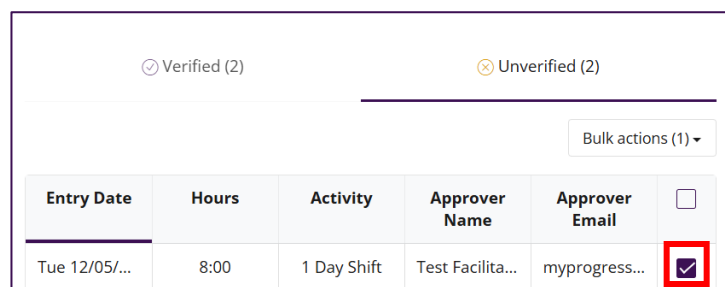 Verified (2)
Unverified (2)
Bulk actions (1)
Entry Date Hours Activity Approver Name Approver Email
Tue 12/05/... 8:00 1 Day Shift Test Facilita... myprogress...